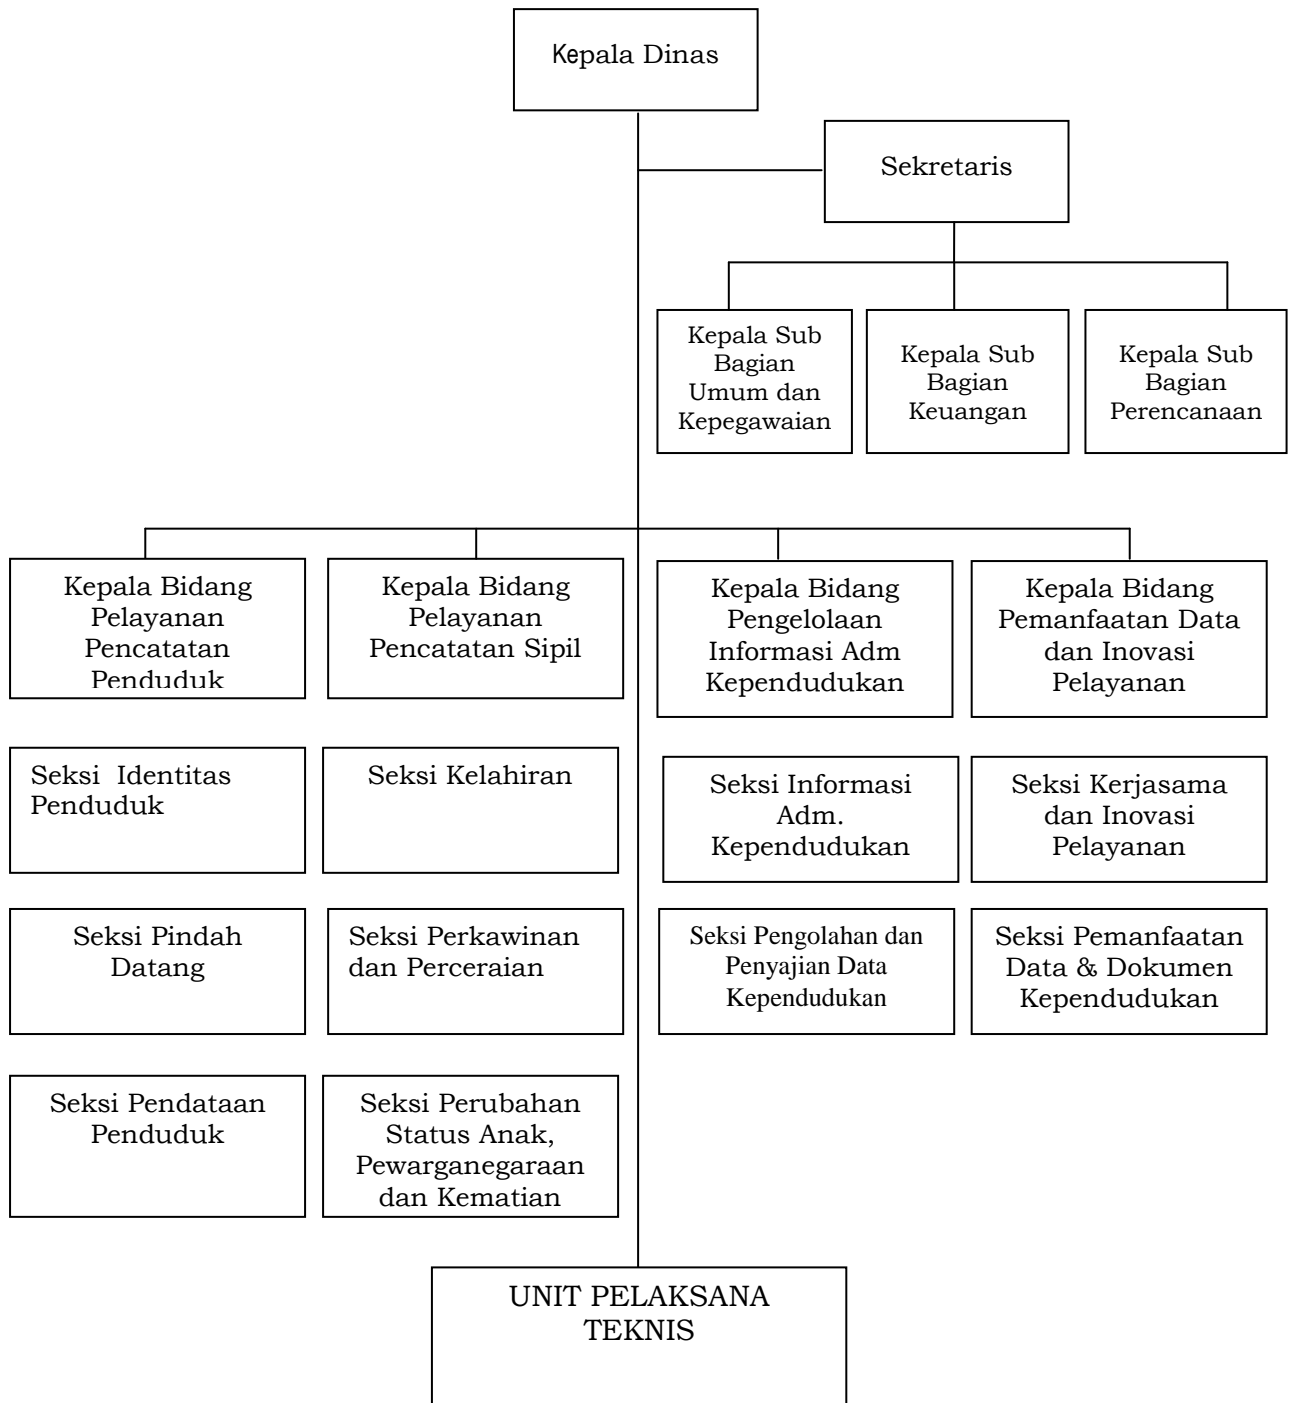 Kepala Dinas
Sekretaris
Kepala Sub
Bagian
Umum dan
Kepegawaian
Kepala Sub
Bagian
Keuangan
Kepala Sub
Bagian
Perencanaan
Kepala Bidang
Pelayanan
Pencatatan
Penduduk
Kepala Bidang
Pelayanan
Pencatatan Sipil
Kepala Bidang
Pengelolaan
Informasi Adm
Kependudukan
Kepala Bidang
Pemanfaatan Data
dan Inovasi
Pelayanan
Seksi Identitas
Penduduk
Seksi Kelahiran
Seksi Informasi
Adm.
Kependudukan
Seksi Kerjasama
dan Inovasi
Pelayanan
Seksi Pindah
Datang
Seksi Perkawinan
dan Perceraian
Seksi Pengolahan dan
Penyajian Data
Kependudukan
Seksi Pemanfaatan
Data & Dokumen
Kependudukan
Seksi Pendataan
Penduduk
Seksi Perubahan
Status Anak,
Pewarganegaraan
dan Kematian
UNIT PELAKSANA
TEKNIS